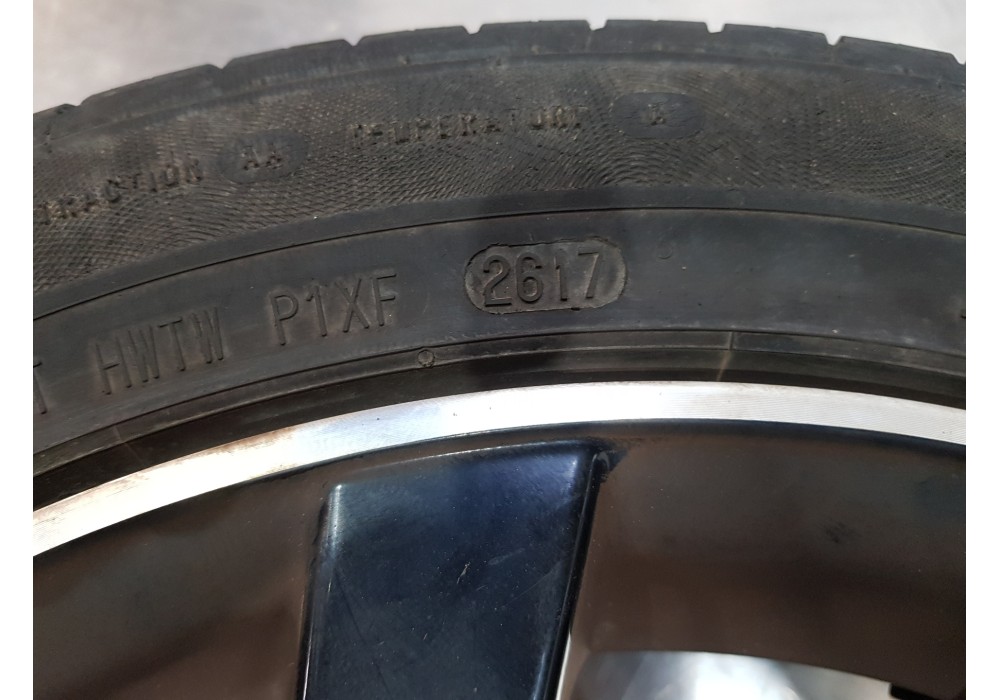 TRACTION AA TEMPERATURE A
HWTW P1XF 2617